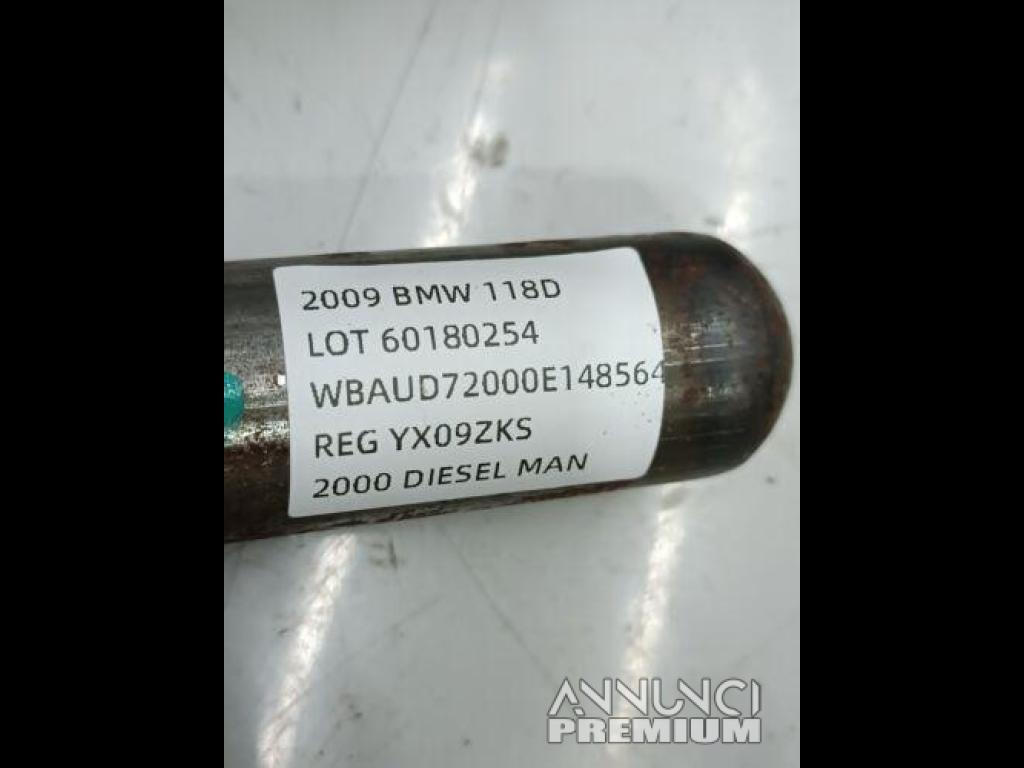 2009 BMW 118D
LOT 60180254
WBAUD72000E148564
REG YX09ZKS
2000 DIESEL MAN
ANNUNCI
PREMIUM